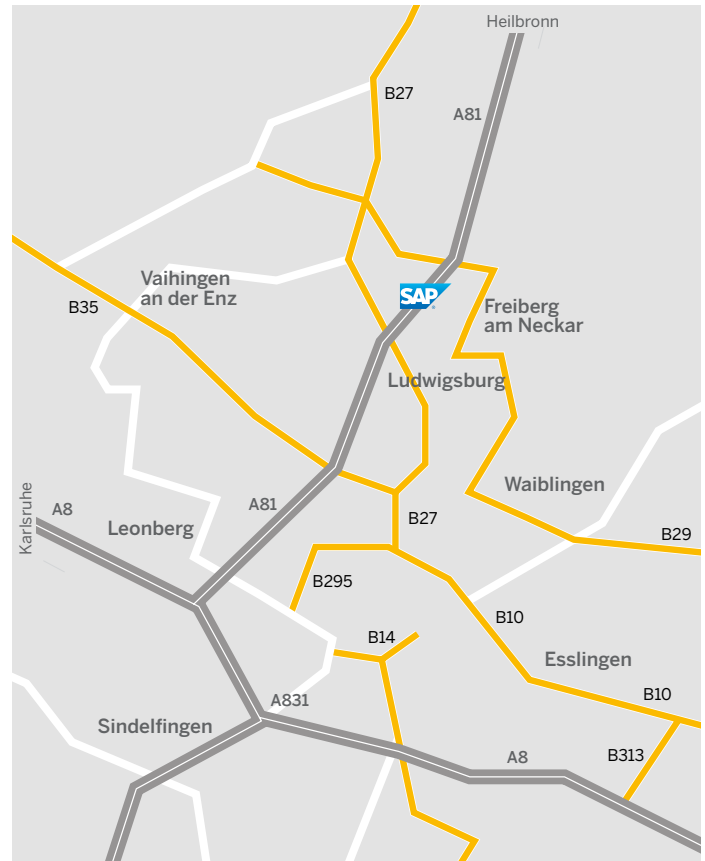 Heilbronn
B27
A81
Vaihingen
an der Enz
SAP
B35
Freiberg
am Neckar
Ludwigsburg
Waiblingen
Karlsruhe
A8
A81
Leonberg
B27
B29
B295
B10
B14
Esslingen
B10
A831
Sindelfingen
A8
B313